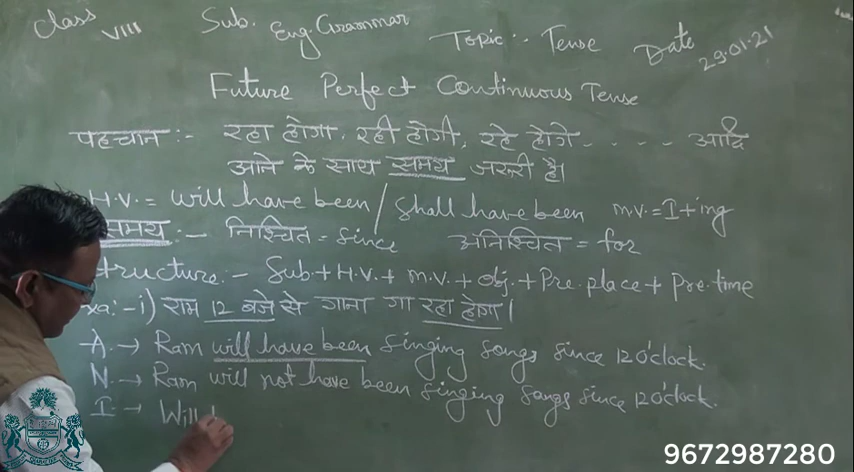 Class VIII Sub. Eng. Grammar Topic:- Tense Date 29.01.21
Future Perfect Continuous Tense
पहचान :- रहा होगा, रही होगी, रहे होंगे - - - - - आदि
आने के साथ समय जरुरी है।
H.V. = will have been / Shall have been m.v. = I + ing
समय :- निश्चित = Since अनिश्चित = for
tructure :- Sub + H.V. + m.v. + obj. + Pre. place + Pre. time
xa:- i) राम 12 बजे से गाना गा रहा होगा।
A. → Ram will have been singing songs since 12 o'clock.
N. → Ram will not have been singing songs since 12 o'clock.
I. → Will
9672987280